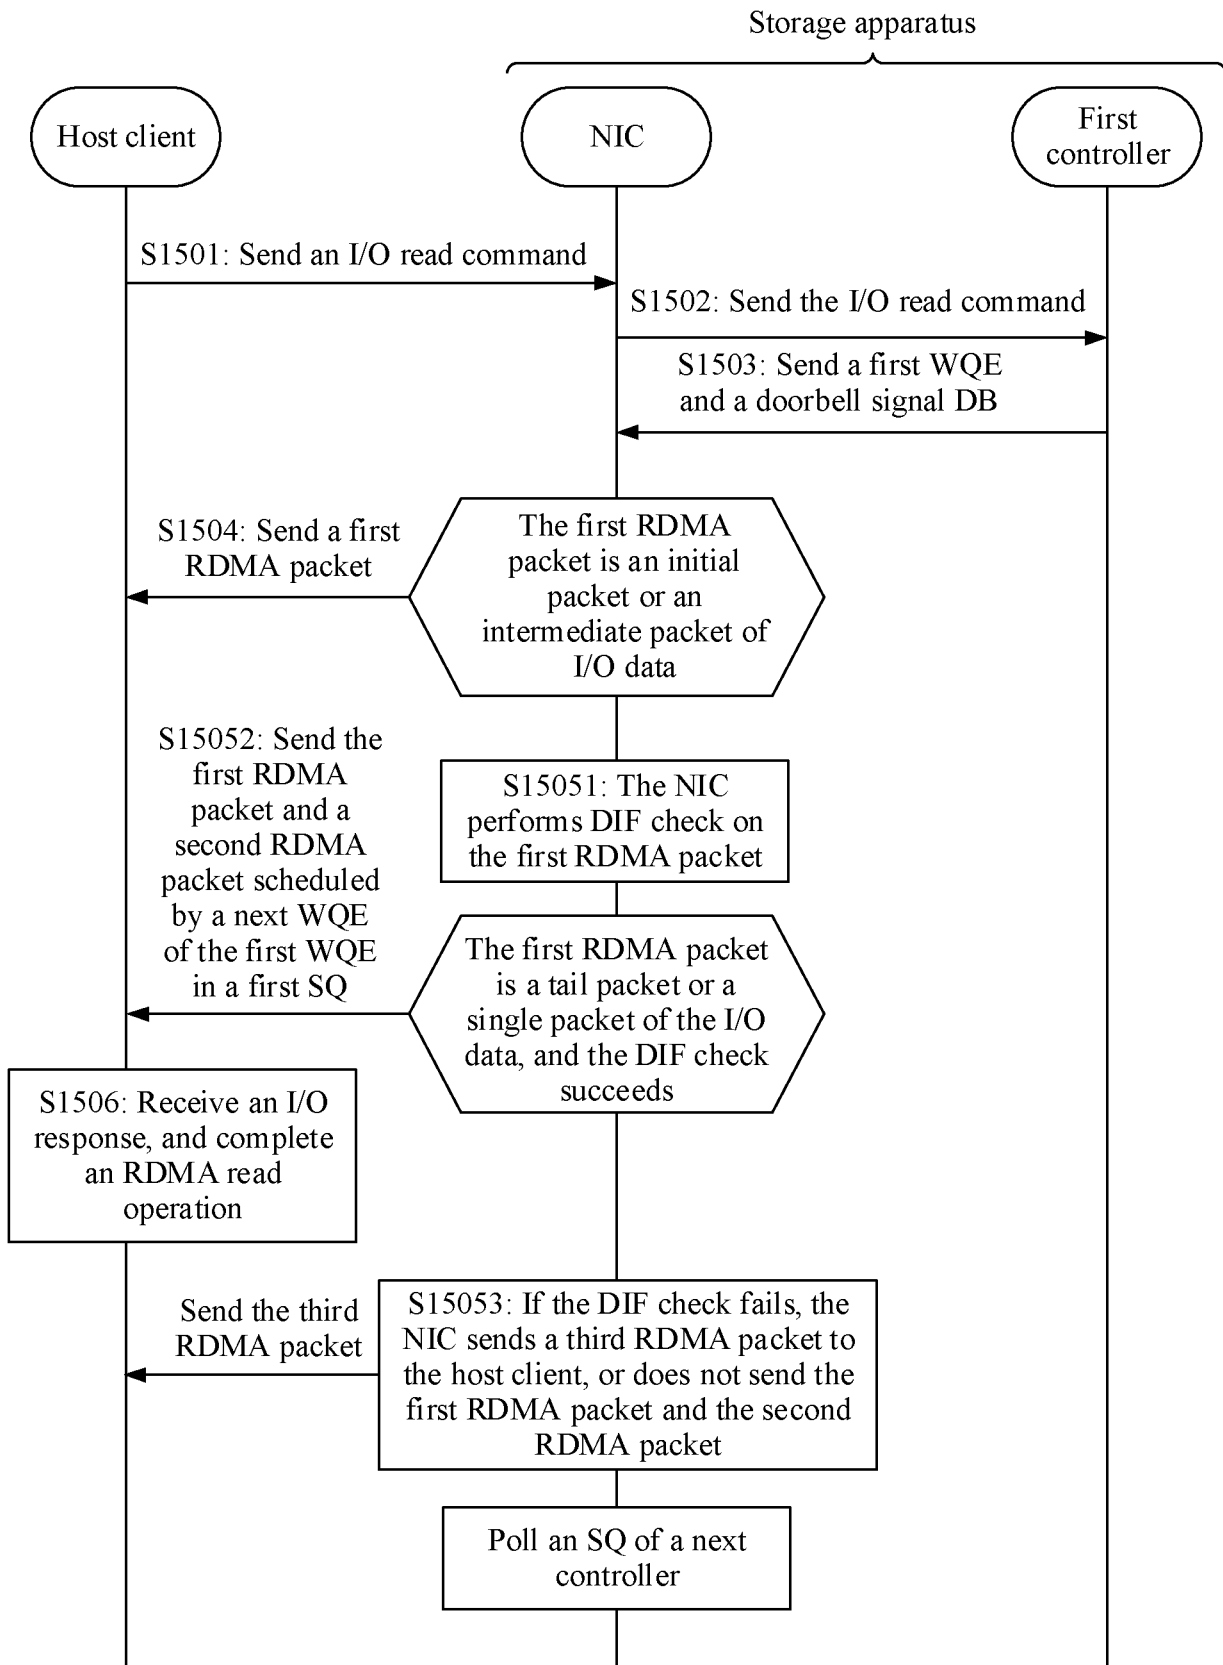 Storage apparatus
Host client
NIC
First
controller
S1501: Send an I/O read command
S1502: Send the I/O read command
S1503: Send a first WQE
and a doorbell signal DB
S1504: Send a first
RDMA packet
The first RDMA
packet is an initial
packet or an
intermediate packet of
I/O data
S15052: Send the
first RDMA
packet and a
second RDMA
packet scheduled
by a next WQE
of the first WQE
in a first SQ
S15051: The NIC
performs DIF check on
the first RDMA packet
The first RDMA packet
is a tail packet or a
single packet of the I/O
data, and the DIF check
succeeds
S1506: Receive an I/O
response, and complete
an RDMA read
operation
Send the third
RDMA packet
S15053: If the DIF check fails, the
NIC sends a third RDMA packet to
the host client, or does not send the
first RDMA packet and the second
RDMA packet
Poll an SQ of a next
controller